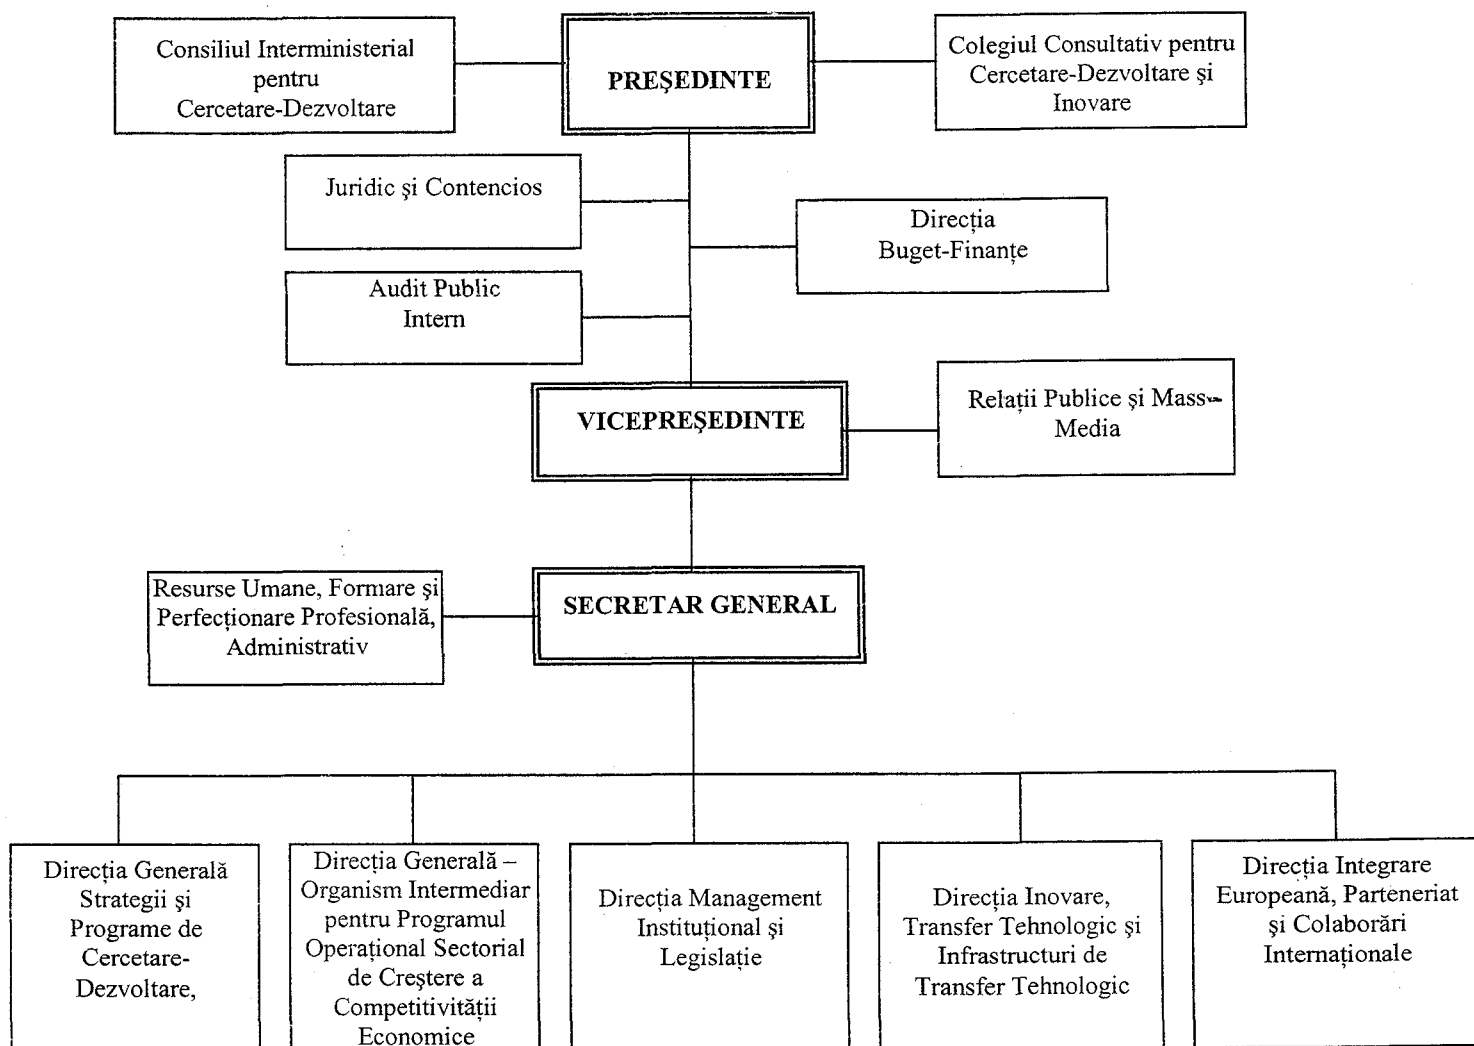 Consiliul Interministerial
pentru
Cercetare-Dezvoltare
PREŞEDINTE
Colegiul Consultativ pentru
Cercetare-Dezvoltare şi
Inovare
Juridic şi Contencios
Direcţia
Buget-Finanţe
Audit Public
Intern
VICEPREŞEDINTE
Relaţii Publice şi Mass-
Media
Resurse Umane, Formare şi
Perfecţionare Profesională,
Administrativ
SECRETAR GENERAL
Direcţia Generală
Strategii şi
Programe de
Cercetare-
Dezvoltare,
Direcţia Generală –
Organism Intermediar
pentru Programul
Operaţional Sectorial
de Creştere a
Competitivităţii
Economice
Direcţia Management
Instituţional şi
Legislaţie
Direcţia Inovare,
Transfer Tehnologic şi
Infrastructuri de
Transfer Tehnologic
Direcţia Integrare
Europeană, Parteneriat
şi Colaborări
Internaţionale